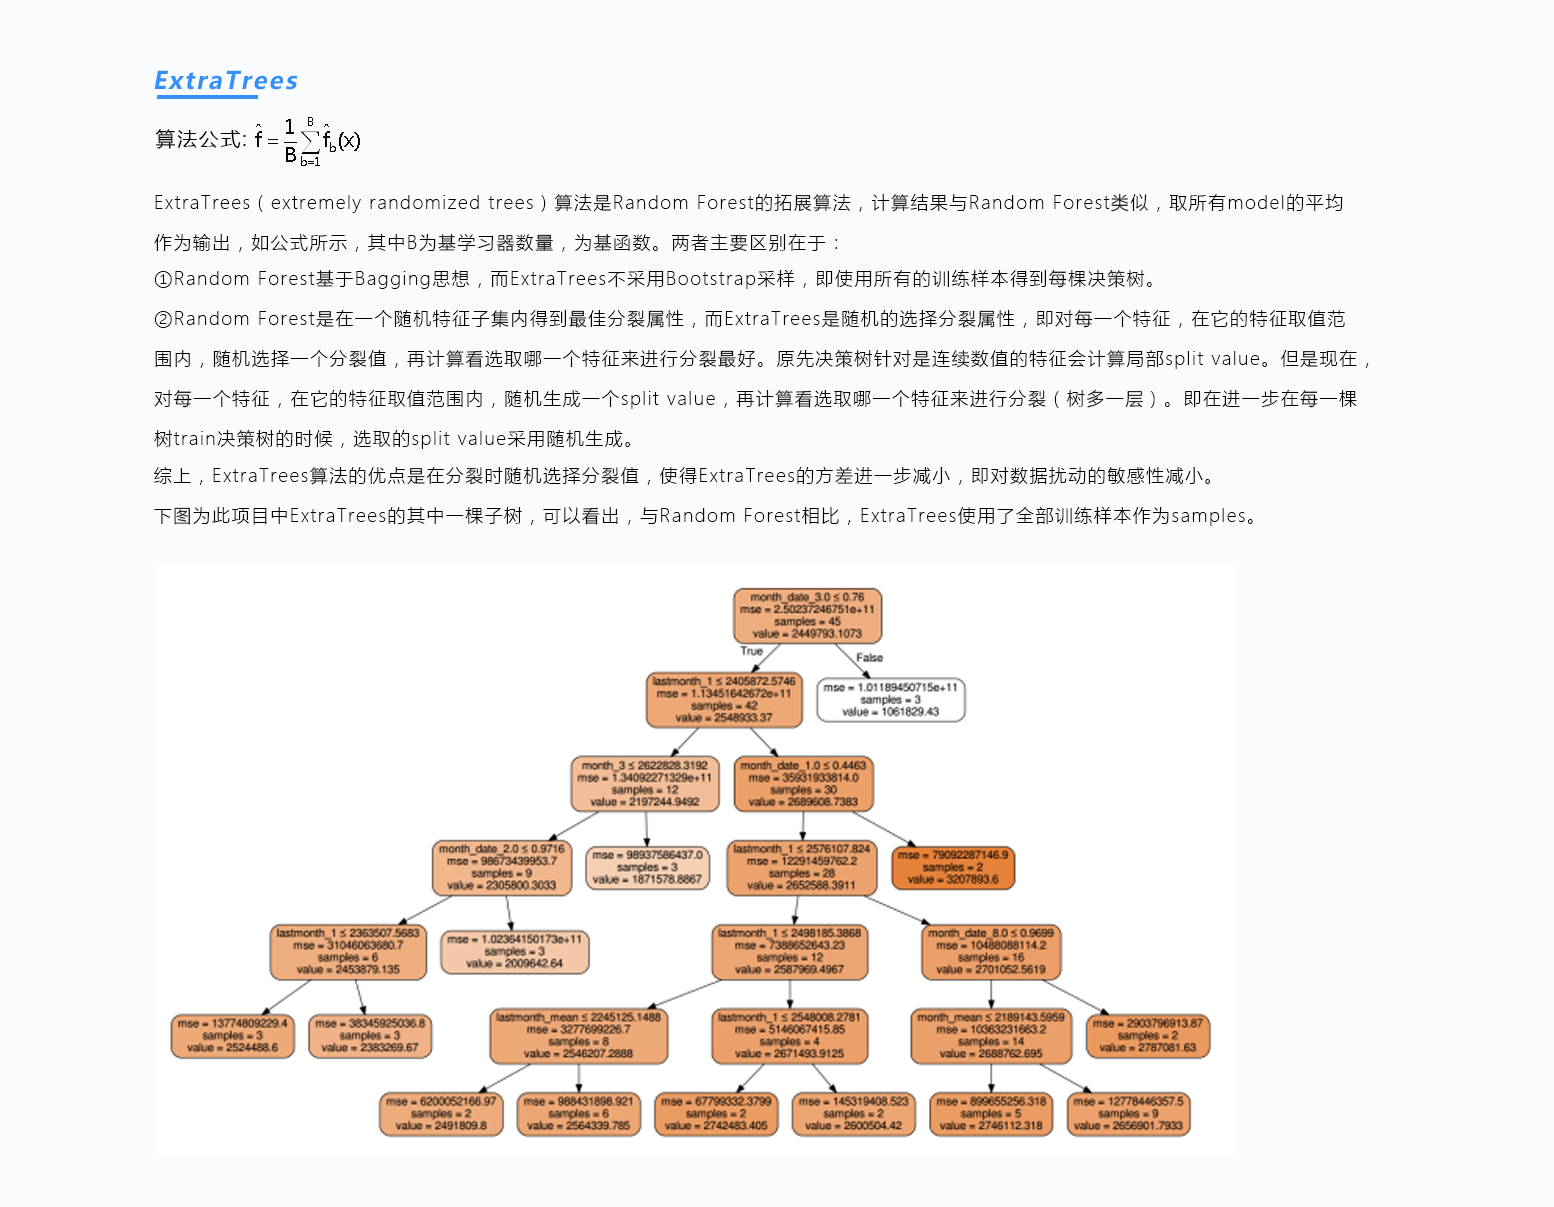 ExtraTrees
算法公式: f̂ = 1/B ∑_{b=1}^{B} f̂_b(x)
ExtraTrees（extremely randomized trees）算法是Random Forest的拓展算法，计算结果与Random Forest类似，取所有model的平均
作为输出，如公式所示，其中B为基学习器数量，为基函数。两者主要区别在于：
①Random Forest基于Bagging思想，而ExtraTrees不采用Bootstrap采样，即使用所有的训练样本得到每棵决策树。
②Random Forest是在一个随机特征子集内得到最佳分裂属性，而ExtraTrees是随机的选择分裂属性，即对每一个特征，在它的特征取值范
围内，随机选择一个分裂值，再计算看选取哪一个特征来进行分裂最好。原先决策树针对是连续数值的特征会计算局部split value。但是现在，
对每一个特征，在它的特征取值范围内，随机生成一个split value，再计算看选取哪一个特征来进行分裂（树多一层）。即在进一步在每一棵
树train决策树的时候，选取的split value采用随机生成。
综上，ExtraTrees算法的优点是在分裂时随机选择分裂值，使得ExtraTrees的方差进一步减小，即对数据扰动的敏感性减小。
下图为此项目中ExtraTrees的其中一棵子树，可以看出，与Random Forest相比，ExtraTrees使用了全部训练样本作为samples。
month_date_3.0 ≤ 0.76
mse = 2.50237246751e+11
samples = 45
value = 2449793.1073
True
False
lastmonth_1 ≤ 2405872.5746
mse = 1.13451642672e+11
samples = 42
value = 2548933.37
mse = 1.01189450715e+11
samples = 3
value = 1061829.43
month_3 ≤ 2622828.3192
mse = 1.34092271329e+11
samples = 12
value = 2197244.9492
month_date_1.0 ≤ 0.4463
mse = 35931933814.0
samples = 30
value = 2689608.7383
month_date_2.0 ≤ 0.9716
mse = 98673439953.7
samples = 9
value = 2305800.3033
mse = 98937586437.0
samples = 3
value = 1871578.8867
lastmonth_1 ≤ 2576107.824
mse = 12291459762.2
samples = 28
value = 2652588.3911
mse = 79092287146.9
samples = 2
value = 3207893.6
lastmonth_1 ≤ 2363507.5683
mse = 31046063680.7
samples = 6
value = 2453879.135
mse = 1.02364150173e+11
samples = 3
value = 2009642.64
lastmonth_1 ≤ 2498185.3868
mse = 7388652643.23
samples = 12
value = 2587969.4967
month_date_8.0 ≤ 0.9699
mse = 10488088114.2
samples = 16
value = 2701052.5619
mse = 13774809229.4
samples = 3
value = 2524488.6
mse = 38345925036.8
samples = 3
value = 2383269.67
lastmonth_mean ≤ 2245125.1488
mse = 3277699226.7
samples = 8
value = 2546207.2888
lastmonth_1 ≤ 2548008.2781
mse = 5146067415.85
samples = 4
value = 2671493.9125
month_mean ≤ 2189143.5959
mse = 10363231663.2
samples = 14
value = 2688762.695
mse = 2903796913.87
samples = 2
value = 2787081.63
mse = 6200052166.97
samples = 2
value = 2491809.8
mse = 988431898.921
samples = 6
value = 2564339.785
mse = 67799332.3799
samples = 2
value = 2742483.405
mse = 145319408.523
samples = 2
value = 2600504.42
mse = 899655256.318
samples = 5
value = 2746112.318
mse = 12778446357.5
samples = 9
value = 2656901.7933